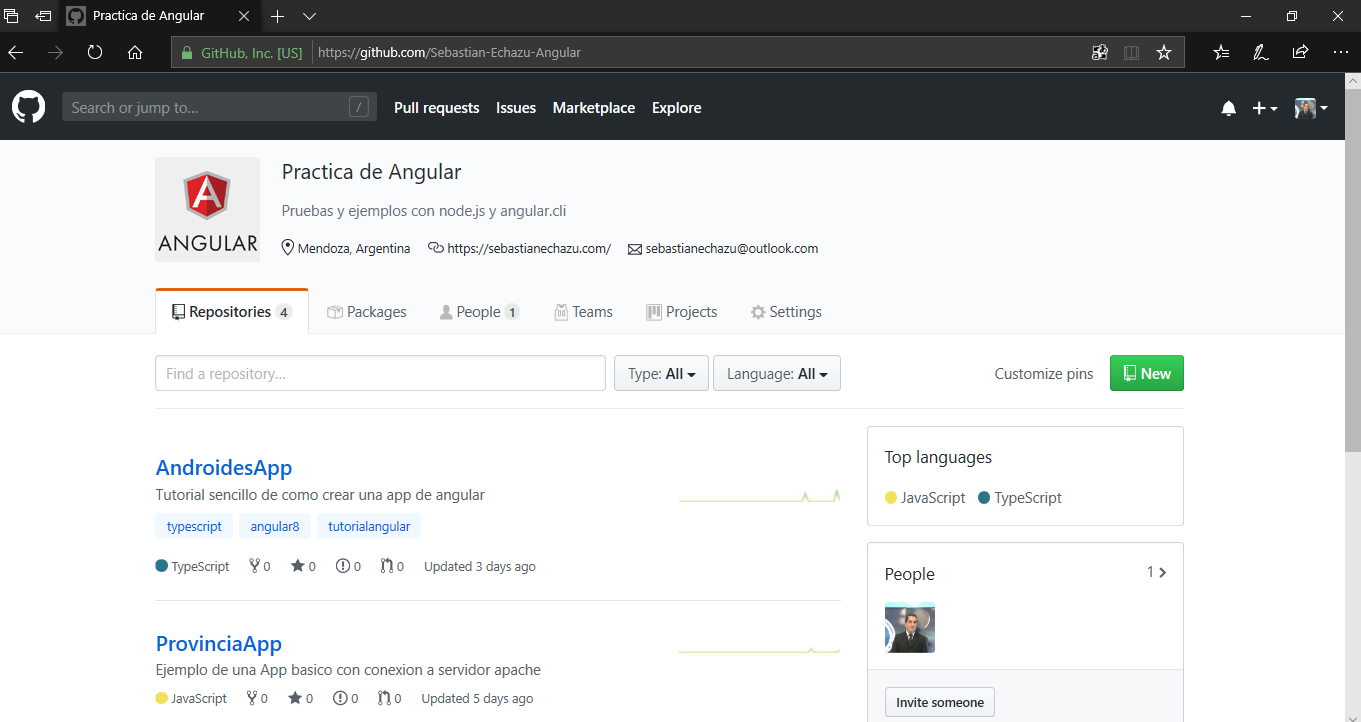 Practica de Angular
GitHub, Inc. [US] https://github.com/Sebastian-Echazu-Angular
Search or jump to... /
Pull requests Issues Marketplace Explore
ANGULAR
Practica de Angular
Pruebas y ejemplos con node.js y angular.cli
Mendoza, Argentina https://sebastianechazu.com/ sebastianechazu@outlook.com
Repositories 4 Packages People 1 Teams Projects Settings
Find a repository... Type: All Language: All Customize pins New
AndroidesApp
Tutorial sencillo de como crear una app de angular
typescript angular8 tutorialangular
TypeScript 0 0 0 0 Updated 3 days ago
ProvinciaApp
Ejemplo de una App basico con conexion a servidor apache
JavaScript 0 0 0 0 Updated 5 days ago
Top languages
JavaScript TypeScript
People 1
Invite someone